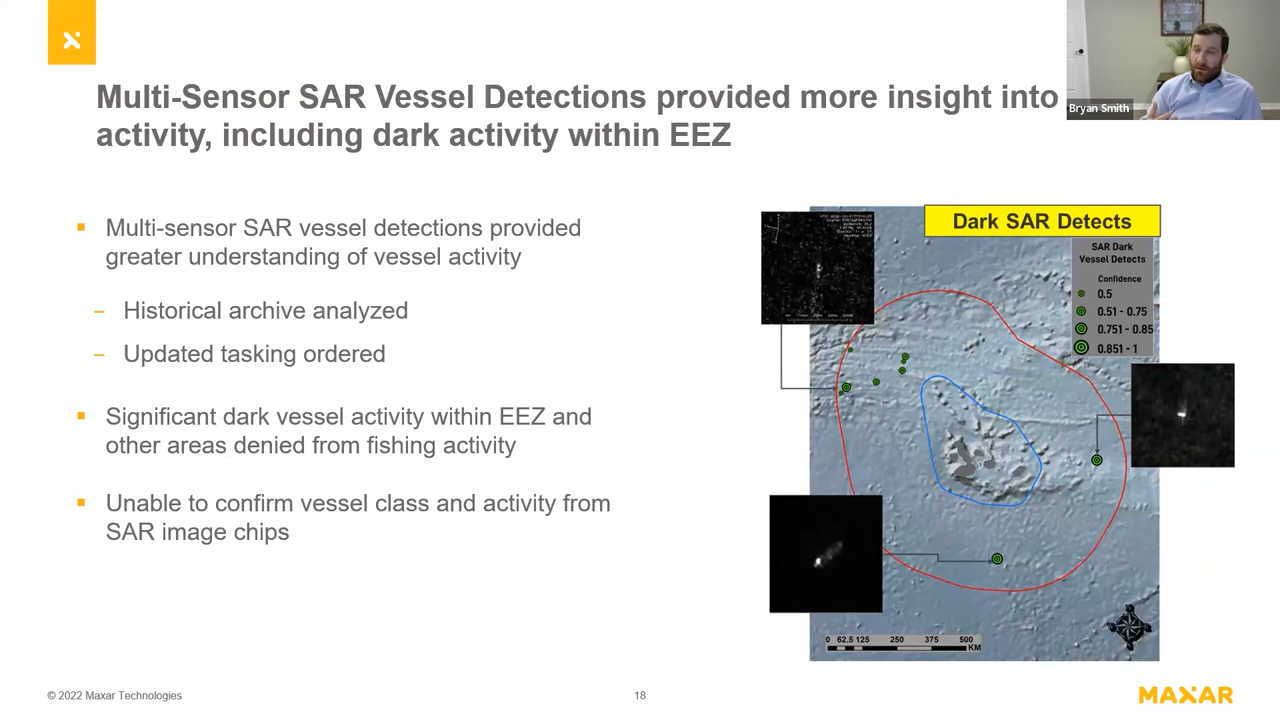 Multi-Sensor SAR Vessel Detections provided more insight into
activity, including dark activity within EEZ
Bryan Smith
▪ Multi-sensor SAR vessel detections provided
greater understanding of vessel activity
– Historical archive analyzed
– Updated tasking ordered
▪ Significant dark vessel activity within EEZ and
other areas denied from fishing activity
▪ Unable to confirm vessel class and activity from
SAR image chips
Dark SAR Detects
SAR Dark
Vessel Detects
Confidence
0.5
0.51 - 0.75
0.751 - 0.85
0.851 - 1
0 62.5 125 250 375 500
KM
© 2022 Maxar Technologies
18
MAXAR